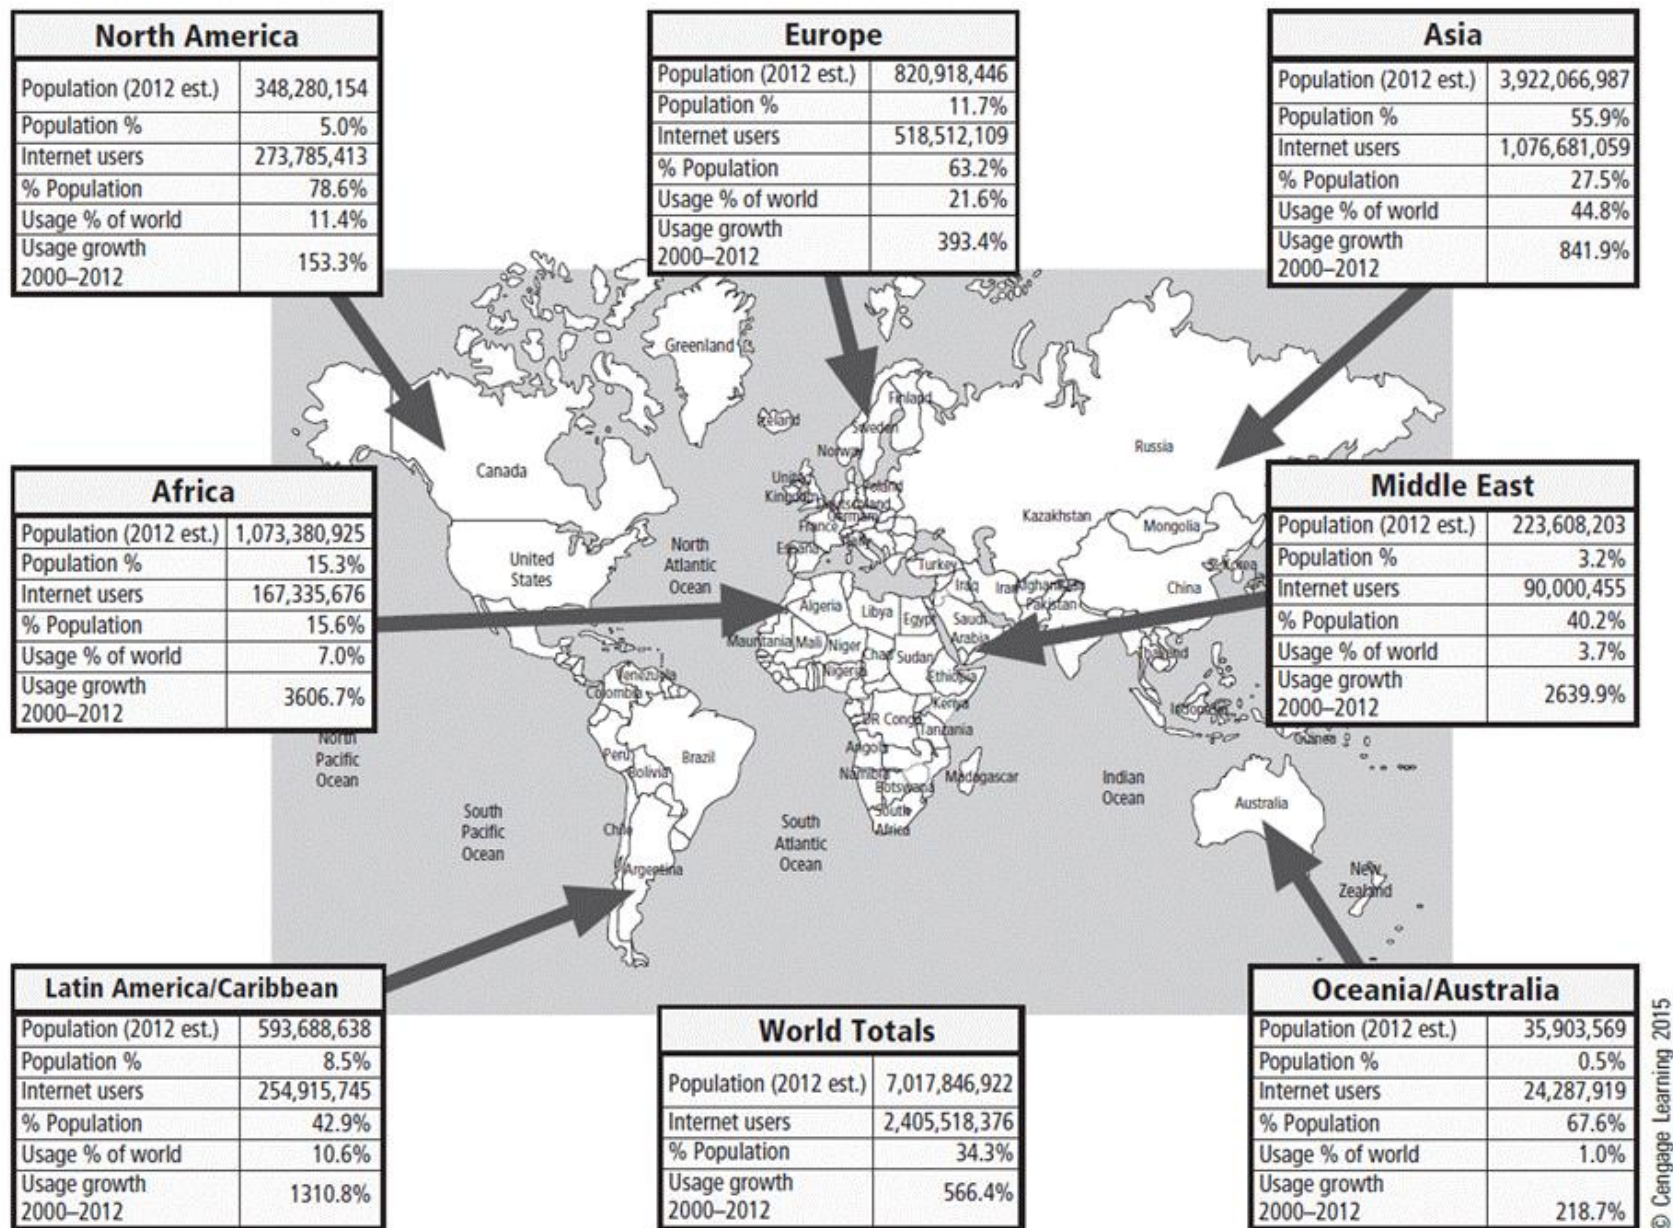 North America
Population (2012 est.) 348,280,154
Population % 5.0%
Internet users 273,785,413
% Population 78.6%
Usage % of world 11.4%
Usage growth
2000–2012 153.3%
Europe
Population (2012 est.) 820,918,446
Population % 11.7%
Internet users 518,512,109
% Population 63.2%
Usage % of world 21.6%
Usage growth
2000–2012 393.4%
Asia
Population (2012 est.) 3,922,066,987
Population % 55.9%
Internet users 1,076,681,059
% Population 27.5%
Usage % of world 44.8%
Usage growth
2000–2012 841.9%
Greenland
Iceland
Finland
Sweden
Norway
Russia
Canada
United
Kingdom
Poland
Deutschland
Germany
France
Italy
España
Kazakhstan
Mongolia
United
States
North
Atlantic
Ocean
Turkey
Iraq
Iran
Afghanistan
Pakistan
China
S. Korea
Algeria
Libya
Egypt
Saudi
Arabia
Mauritania
Mali
Niger
Chad
Sudan
Thailand
Nigeria
Ethiopia
Kenya
Venezuela
Colombia
DR Congo
Tanzania
Indonesia
Guinea
Angola
Peru
Brazil
Bolivia
Namibia
Botswana
Madagascar
South
Africa
Indian
Ocean
Australia
North
Pacific
Ocean
South
Pacific
Ocean
South
Atlantic
Ocean
Chile
Argentina
New
Zealand
Africa
Population (2012 est.) 1,073,380,925
Population % 15.3%
Internet users 167,335,676
% Population 15.6%
Usage % of world 7.0%
Usage growth
2000–2012 3606.7%
Middle East
Population (2012 est.) 223,608,203
Population % 3.2%
Internet users 90,000,455
% Population 40.2%
Usage % of world 3.7%
Usage growth
2000–2012 2639.9%
Latin America/Caribbean
Population (2012 est.) 593,688,638
Population % 8.5%
Internet users 254,915,745
% Population 42.9%
Usage % of world 10.6%
Usage growth
2000–2012 1310.8%
World Totals
Population (2012 est.) 7,017,846,922
Internet users 2,405,518,376
% Population 34.3%
Usage growth
2000–2012 566.4%
Oceania/Australia
Population (2012 est.) 35,903,569
Population % 0.5%
Internet users 24,287,919
% Population 67.6%
Usage % of world 1.0%
Usage growth
2000–2012 218.7%
© Cengage Learning 2015